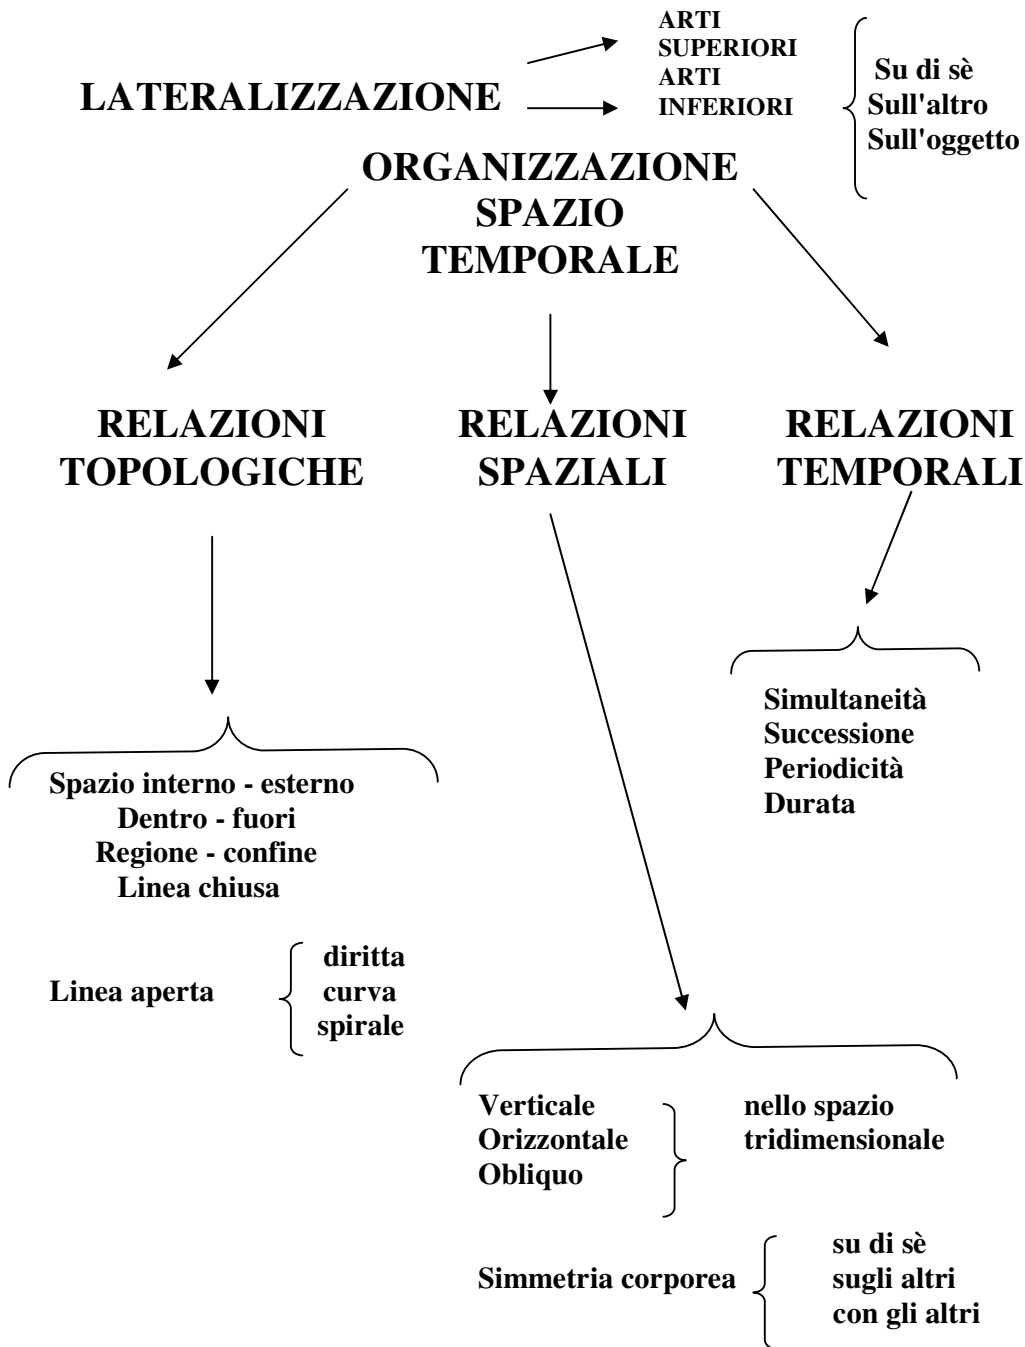 ARTI
SUPERIORI
ARTI
INFERIORI
LATERALIZZAZIONE
Su di sè
Sull'altro
Sull'oggetto
ORGANIZZAZIONE
SPAZIO
TEMPORALE
RELAZIONI
TOPOLOGICHE
RELAZIONI
SPAZIALI
RELAZIONI
TEMPORALI
Simultaneità
Successione
Periodicità
Durata
Spazio interno - esterno
Dentro - fuori
Regione - confine
Linea chiusa
Linea aperta
diritta
curva
spirale
Verticale
Orizzontale
Obliquo
nello spazio
tridimensionale
Simmetria corporea
su di sè
sugli altri
con gli altri